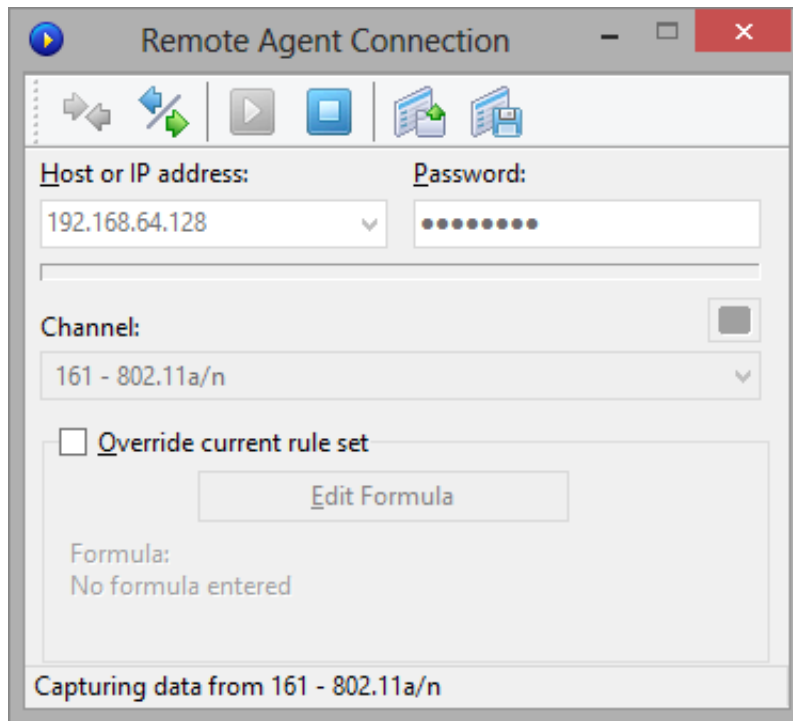 Remote Agent Connection
Host or IP address:
Password:
192.168.64.128
••••••••
Channel:
161 - 802.11a/n
Override current rule set
Edit Formula
Formula:
No formula entered
Capturing data from 161 - 802.11a/n